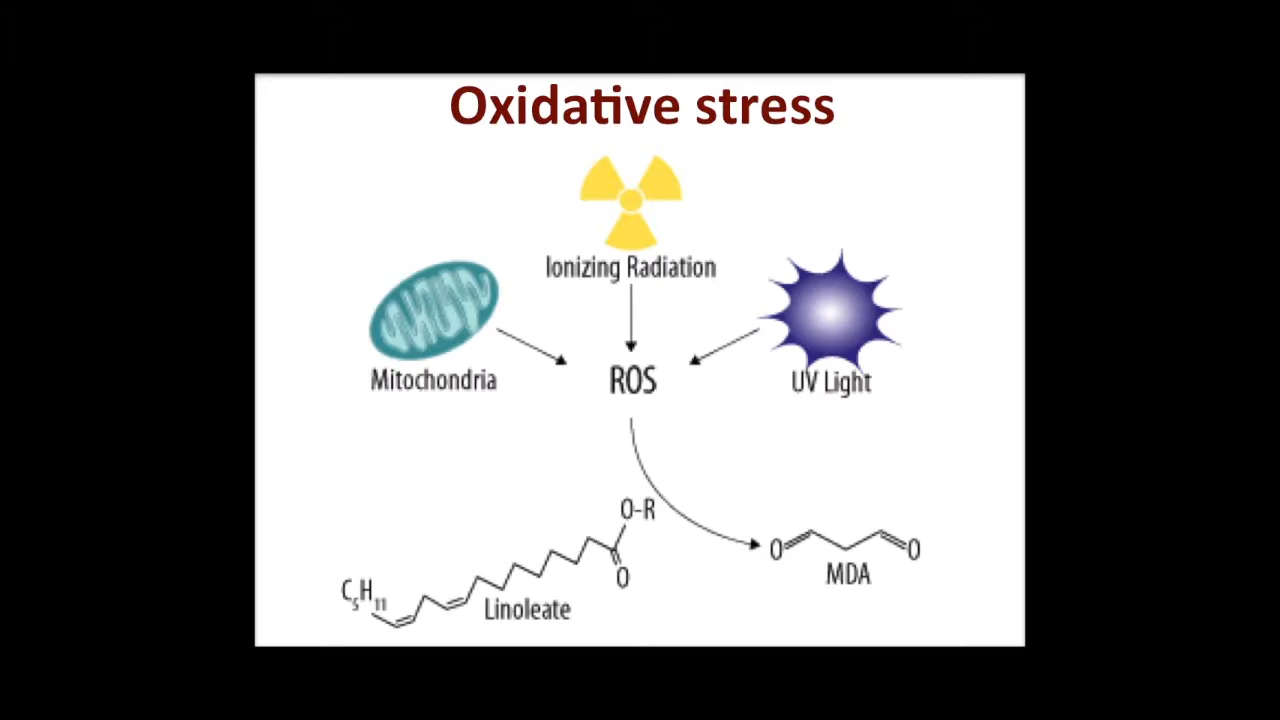 Oxidative stress
Ionizing Radiation
Mitochondria
ROS
UV Light
O-R
O
C5H11
Linoleate
O
O
MDA